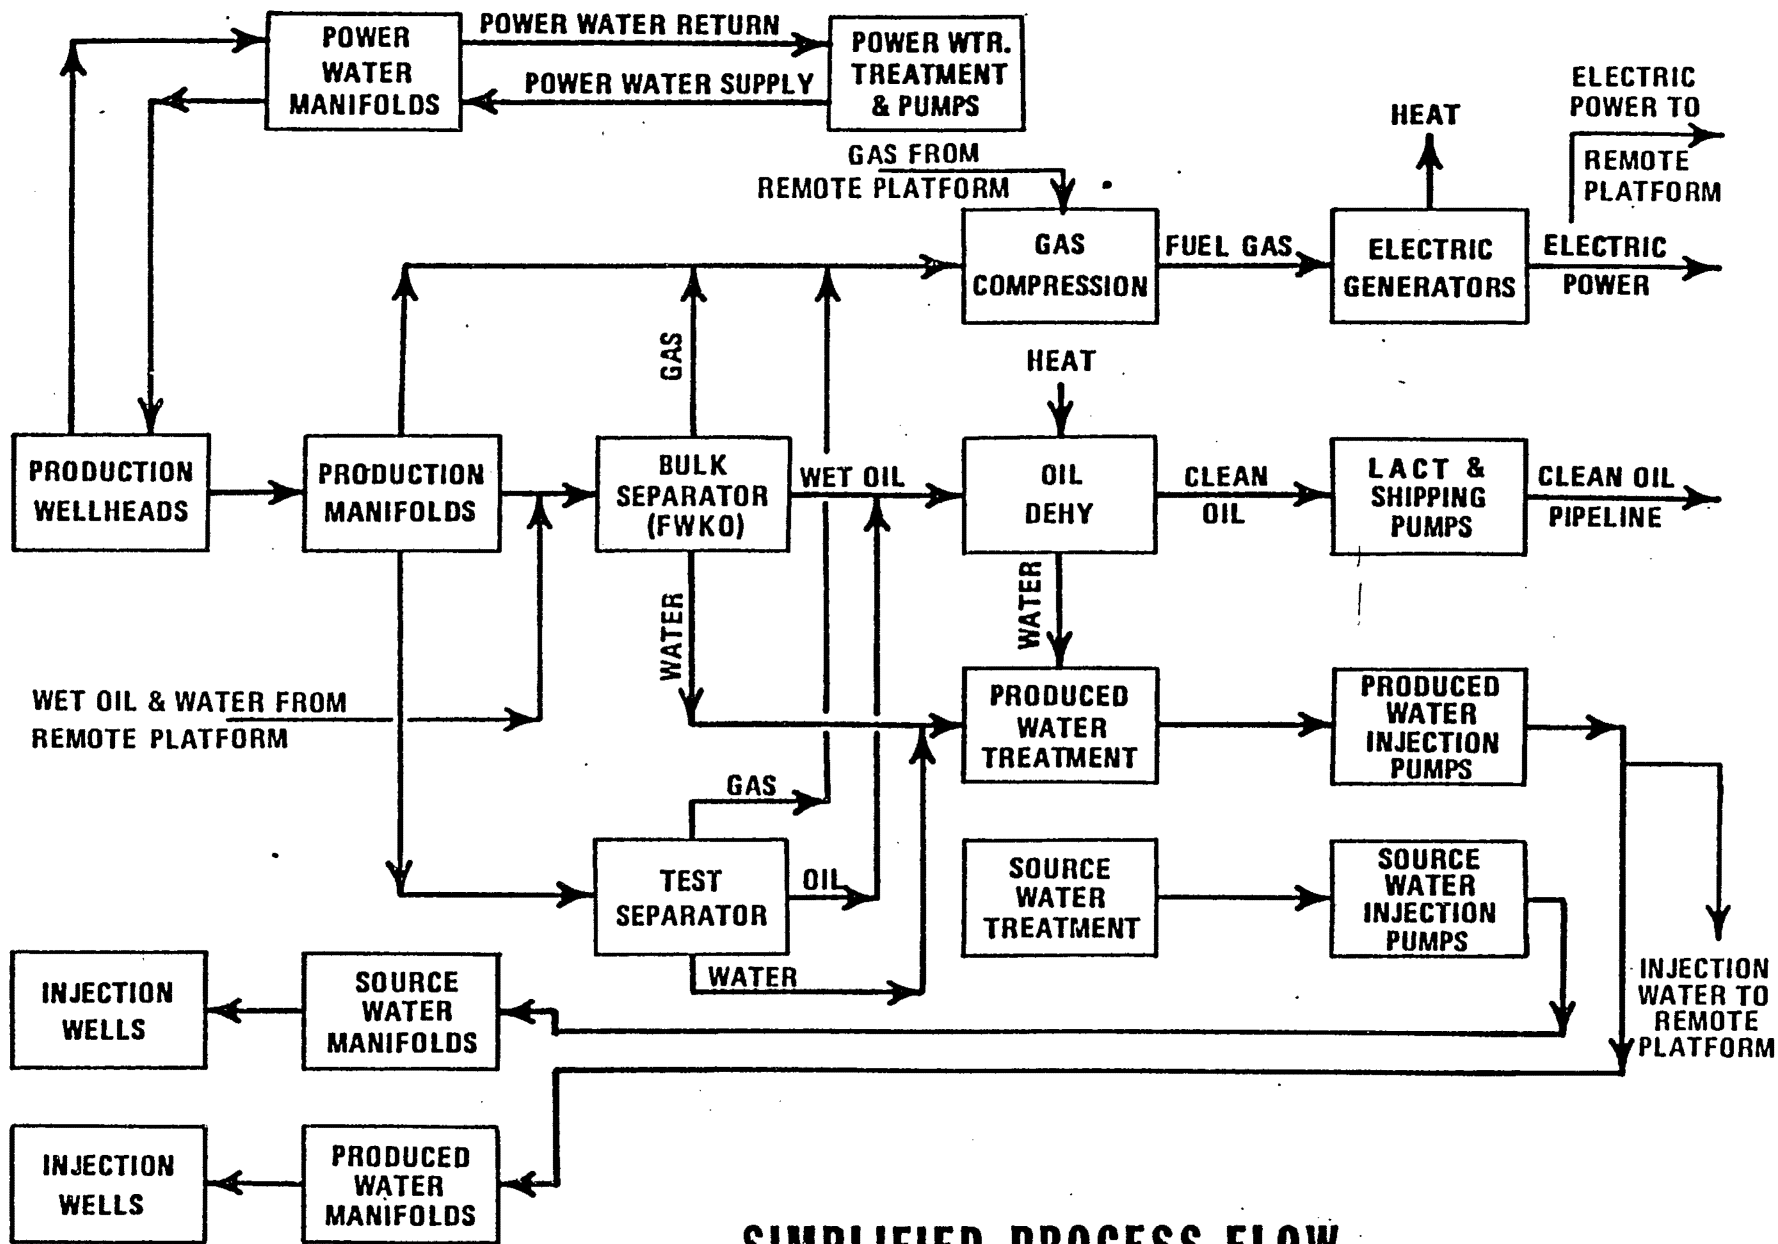 POWER
WATER
MANIFOLDS
POWER WATER RETURN
POWER WATER SUPPLY
POWER WTR.
TREATMENT
& PUMPS
GAS FROM
REMOTE PLATFORM
HEAT
ELECTRIC
POWER TO
REMOTE
PLATFORM
GAS
COMPRESSION
FUEL GAS
ELECTRIC
GENERATORS
ELECTRIC
POWER
GAS
HEAT
PRODUCTION
WELLHEADS
PRODUCTION
MANIFOLDS
BULK
SEPARATOR
(FWKO)
WET OIL
OIL
DEHY
CLEAN
OIL
LACT &
SHIPPING
PUMPS
CLEAN OIL
PIPELINE
WATER
WATER
WET OIL & WATER FROM
REMOTE PLATFORM
PRODUCED
WATER
TREATMENT
PRODUCED
WATER
INJECTION
PUMPS
GAS
TEST
SEPARATOR
OIL
WATER
SOURCE
WATER
TREATMENT
SOURCE
WATER
INJECTION
PUMPS
INJECTION
WATER TO
REMOTE
PLATFORM
INJECTION
WELLS
SOURCE
WATER
MANIFOLDS
INJECTION
WELLS
PRODUCED
WATER
MANIFOLDS
SIMPLIFIED PROCESS FLOW